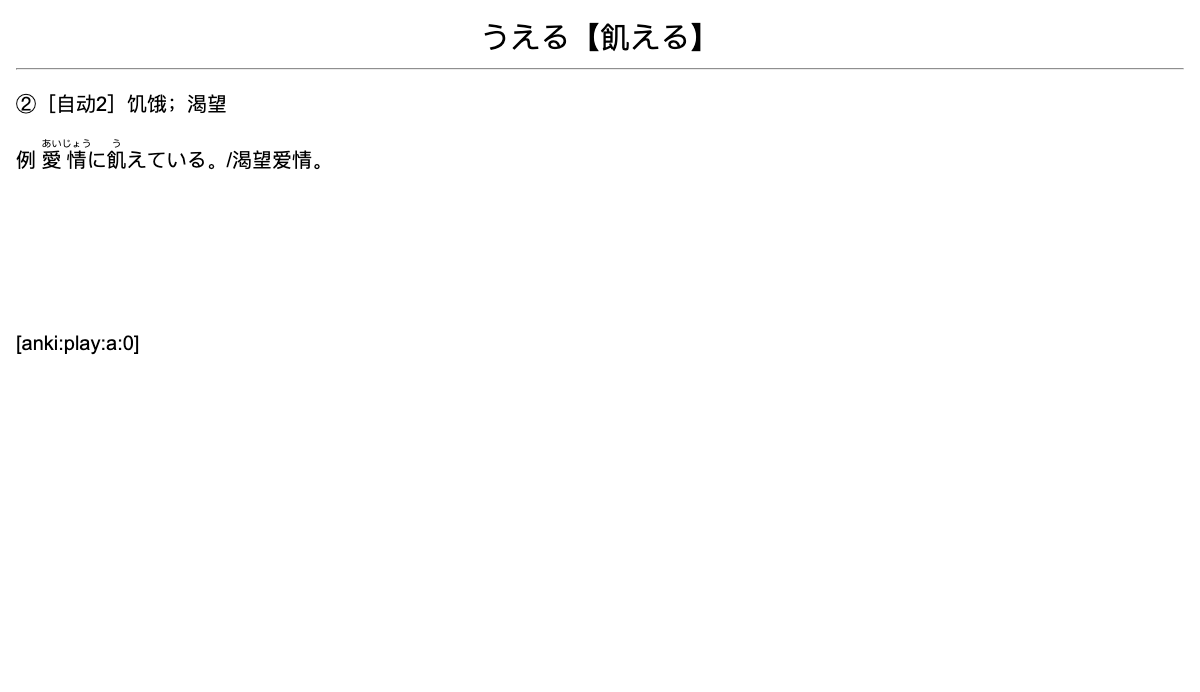 うえる【飢える】
②［自动2］饥饿；渴望
あいじょう う
例 愛情に飢えている。/渴望爱情。
[anki:play:a:0]